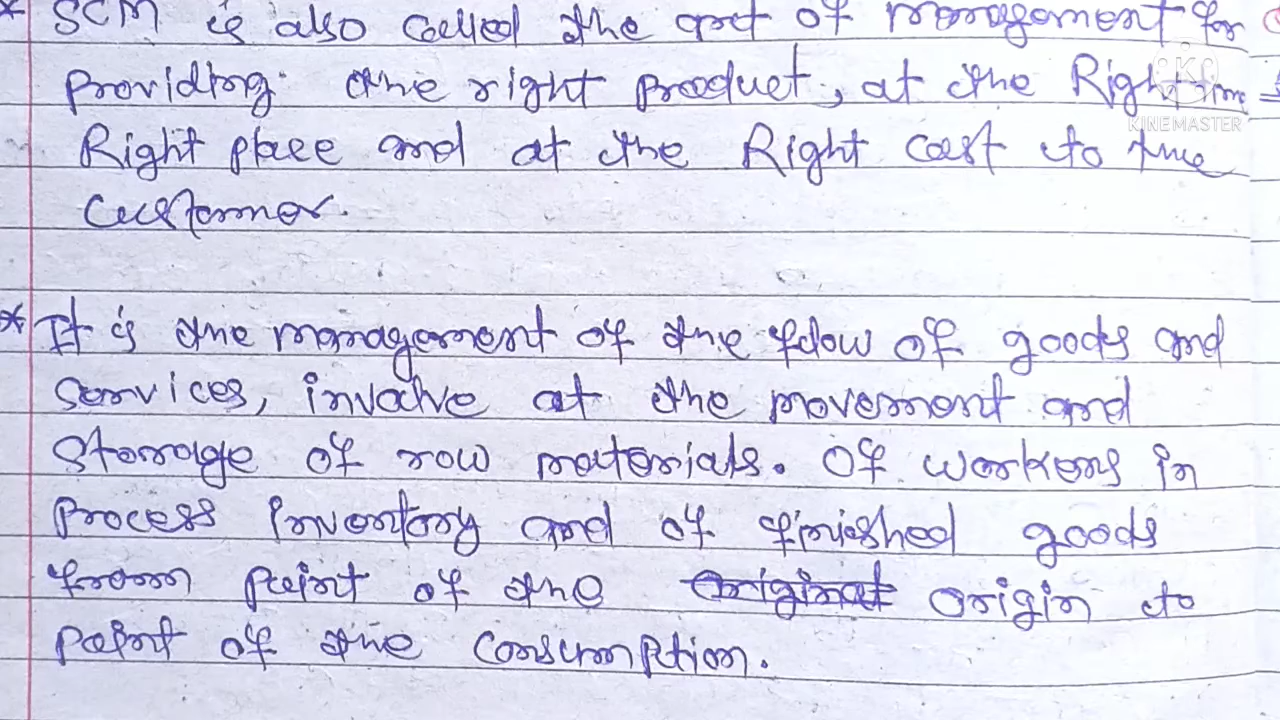 * SCM is also called the art of management for
Providing the right product, at the Right time
Right place and at the Right cost to the
Customer.
* It is the management of the flow of goods and
services, involve at the movement and
Storage of row materials. Of workers in
Process inventory and of finished goods
from point of the Original origin to
point of the Consumption.
KINEMASTER